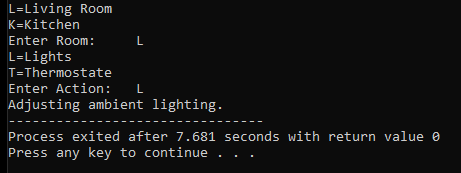 L=Living Room
K=Kitchen
Enter Room:     L
L=Lights
T=Thermostate
Enter Action:   L
Adjusting ambient lighting.
--------------------------------
Process exited after 7.681 seconds with return value 0
Press any key to continue . . .